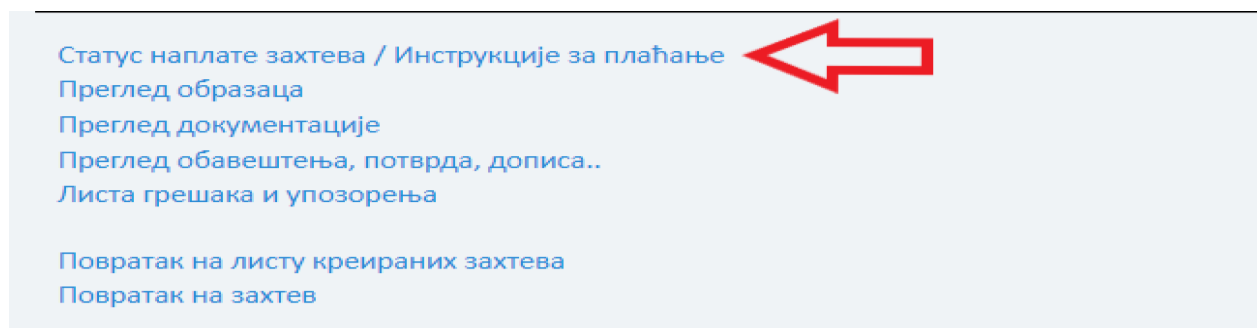 Статус наплате захтева / Инструкције за плаћање
Преглед образаца
Преглед документације
Преглед обавештења, потврда, дописа..
Листа грешака и упозорења
Повратак на листу креираних захтева
Повратак на захтев